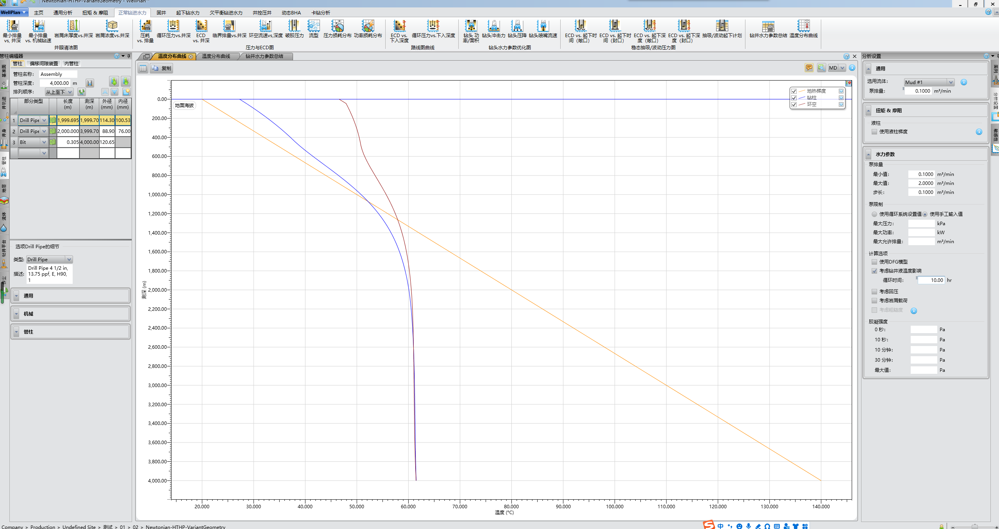 Newtonian-HTHP-VariantGeometry - WellPlan™
WellPlan 主页 通用分析 扭矩 & 摩阻 正常钻进水力 固井 起下钻水力 欠平衡钻进水力 井控压井 动态BHA 卡钻分析
最小排量 vs, 井深
最小排量 vs. 机械钻速
岩屑床厚度vs.井深
岩屑浓度vs.井深
井眼清洁图
压耗 vs. 排量
循环压力vs.井深
ECD vs. 井深
临界排量vs.井深
环空流速vs,深度
破胶压力
流型
压力损耗分布
功率损耗分布
压力与ECD图
ECD vs. 下入深度
循环压力vs.下入深度
路线图曲线
钻头 功率/面积
钻头冲击力
钻头压降
钻头喷嘴流速
钻头水力参数优化图
ECD vs. 起下时间（敞口）
ECD vs. 起下时间（封口）
ECD vs. 起下深度（敞口）
ECD vs. 起下深度（封口）
抽吸/波动起下计划
稳态抽吸/波动压力图
钻井水力参数总结
温度分布曲线
管柱编辑器
管柱 偏移间隙装置 内管柱
管柱名称: Assembly
管柱深度: 4,000.00 m
排列顺序: 从上至下
部分类型 长度 (m) 测深 (m) 外径 (mm) 内径 (mm)
1 Drill Pipe 1,999.695 1,999.70 114.30 100.53
2 Drill Pipe 2,000.000 3,999.70 88.90 76.00
3 Bit 0.305 4,000.00 120.65
选项Drill Pipe的细节
类型: Drill Pipe
描述: Drill Pipe 4 1/2 in,
13.75 ppf, E, H90,
1
通用
机械
管柱
基准面
井轨迹
井身
管柱
地层
流体
钻井平台
作业
温度分布曲线 温度分布曲线 钻井水力参数总结
复制
MD
地面海拔
地热梯度
钻柱
环空
0.00
200.00
400.00
600.00
800.00
1,000.00
1,200.00
1,400.00
1,600.00
1,800.00
2,000.00
2,200.00
2,400.00
2,600.00
2,800.00
3,000.00
3,200.00
3,400.00
3,600.00
3,800.00
4,000.00
测深 (m)
20.000 30.000 40.000 50.000 60.000 70.000 80.000 90.000 100.000 110.000 120.000 130.000 140.000
温度 (°C)
分析设置
通用
选用流体: Mud #1
泵排量: 0.1000 m³/min
扭矩 & 摩阻
液柱
使用液柱梯度
水力参数
泵排量
最小值: 0.1000 m³/min
最大值: 2.0000 m³/min
步长: 0.1000 m³/min
泵限制
使用循环系统设置值 使用手工输入值
最大压力: kPa
最大功率: kW
最大允许排量: m³/min
计算选项
使用DFG模型
考虑钻井液温度影响
循环时间: 10.00 hr
考虑回压
考虑岩屑载荷
考虑粗糙度
胶凝强度
0 秒: Pa
10 秒: Pa
10 分钟: Pa
30 分钟: Pa
最大值: Pa
分析设置
敏感性
Company > Production > Undefined Site > 测试 > 01 > 02 > Newtonian-HTHP-VariantGeometry
中